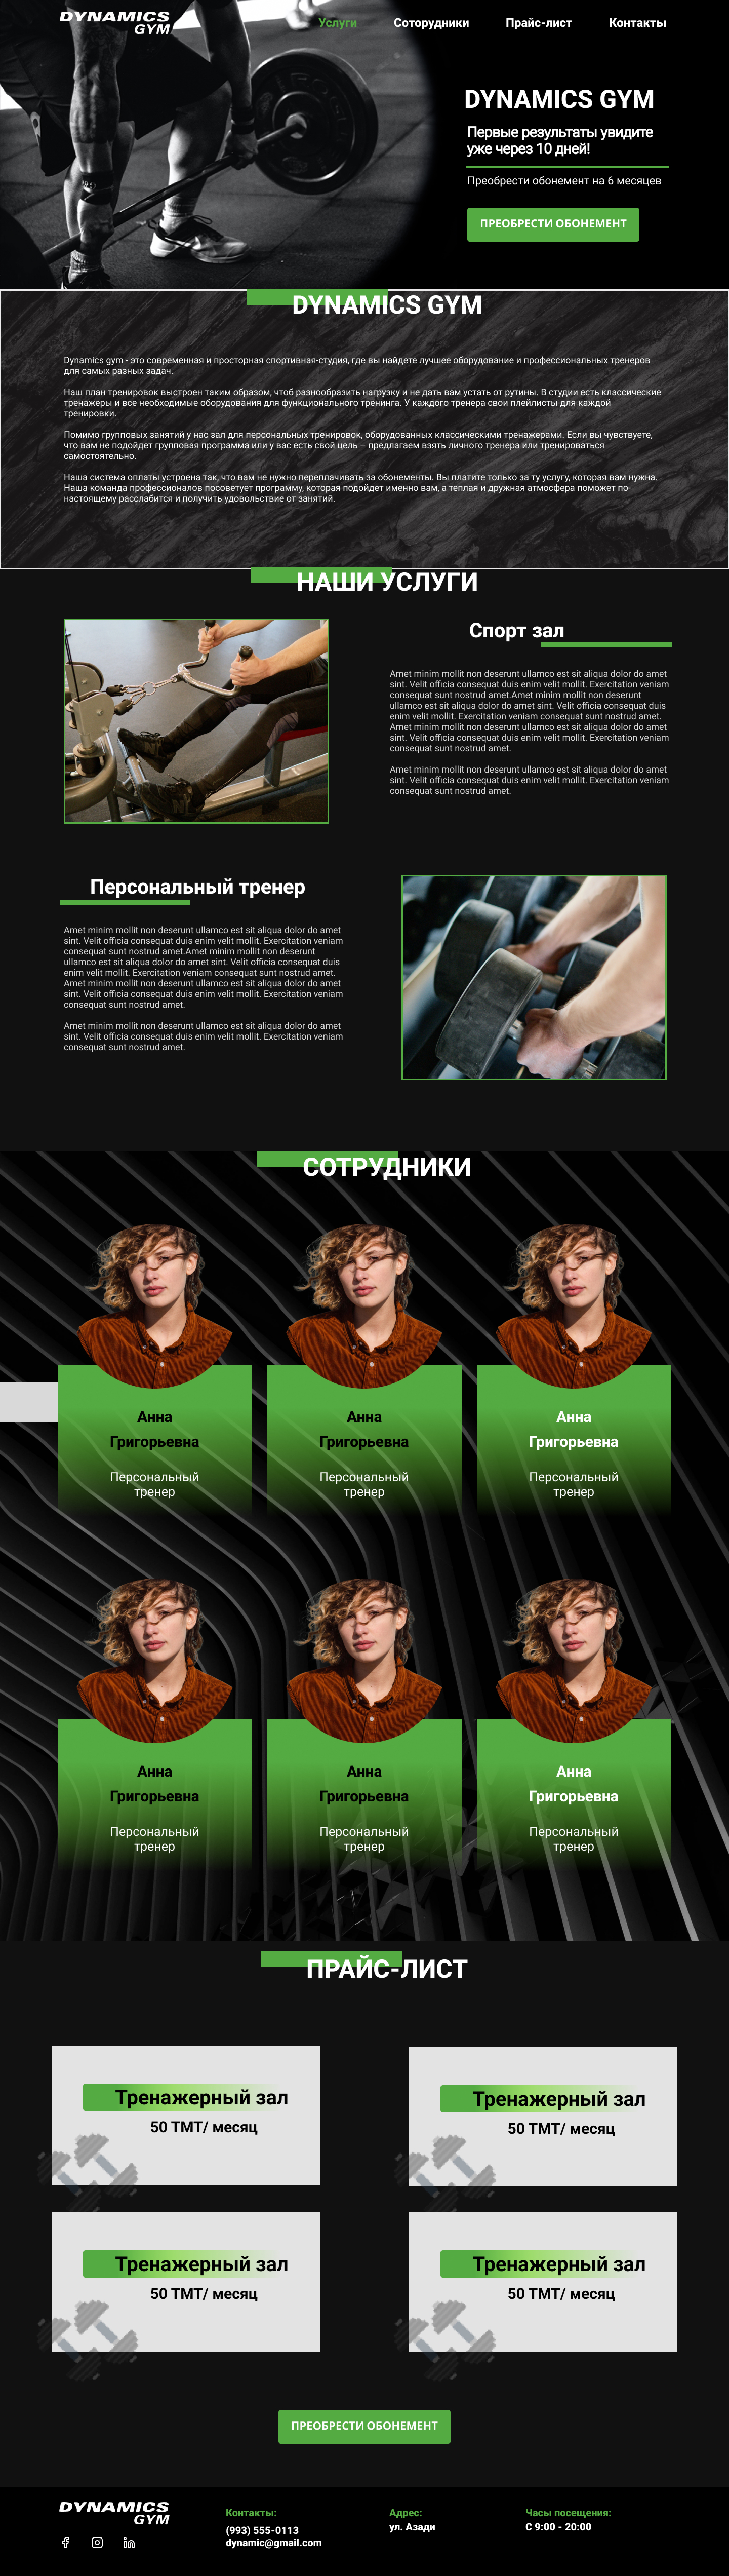 DYNAMICS
GYM
Услуги Соторудники Прайс-лист Контакты
DYNAMICS GYM
Первые результаты увидите
уже через 10 дней!
Преобрести обонемент на 6 месяцев
ПРЕОБРЕСТИ ОБОНЕМЕНТ
DYNAMICS GYM
Dynamics gym - это современная и просторная спортивная-студия, где вы найдете лучшее оборудование и профессиональных тренеров
для самых разных задач.
Наш план тренировок выстроен таким образом, чтоб разнообразить нагрузку и не дать вам устать от рутины. В студии есть классические
тренажеры и все необходимые оборудования для функционального тренинга. У каждого тренера свои плейлисты для каждой
тренировки.
Помимо групповых занятий у нас зал для персональных тренировок, оборудованных классическими тренажерами. Если вы чувствуете,
что вам не подойдет групповая программа или у вас есть свой цель – предлагаем взять личного тренера или тренироваться
самостоятельно.
Наша система оплаты устроена так, что вам не нужно переплачивать за обонементы. Вы платите только за ту услугу, которая вам нужна.
Наша команда профессионалов посоветует программу, которая подойдет именно вам, а теплая и дружная атмосфера поможет по-
настоящему расслабится и получить удовольствие от занятий.
НАШИ УСЛУГИ
Спорт зал
Amet minim mollit non deserunt ullamco est sit aliqua dolor do amet
sint. Velit officia consequat duis enim velit mollit. Exercitation veniam
consequat sunt nostrud amet.Amet minim mollit non deserunt
ullamco est sit aliqua dolor do amet sint. Velit officia consequat duis
enim velit mollit. Exercitation veniam consequat sunt nostrud amet.
Amet minim mollit non deserunt ullamco est sit aliqua dolor do amet
sint. Velit officia consequat duis enim velit mollit. Exercitation veniam
consequat sunt nostrud amet.
Amet minim mollit non deserunt ullamco est sit aliqua dolor do amet
sint. Velit officia consequat duis enim velit mollit. Exercitation veniam
consequat sunt nostrud amet.
Персональный тренер
Amet minim mollit non deserunt ullamco est sit aliqua dolor do amet
sint. Velit officia consequat duis enim velit mollit. Exercitation veniam
consequat sunt nostrud amet.Amet minim mollit non deserunt
ullamco est sit aliqua dolor do amet sint. Velit officia consequat duis
enim velit mollit. Exercitation veniam consequat sunt nostrud amet.
Amet minim mollit non deserunt ullamco est sit aliqua dolor do amet
sint. Velit officia consequat duis enim velit mollit. Exercitation veniam
consequat sunt nostrud amet.
Amet minim mollit non deserunt ullamco est sit aliqua dolor do amet
sint. Velit officia consequat duis enim velit mollit. Exercitation veniam
consequat sunt nostrud amet.
СОТРУДНИКИ
Анна
Григорьевна
Персональный
тренер
Анна
Григорьевна
Персональный
тренер
Анна
Григорьевна
Персональный
тренер
Анна
Григорьевна
Персональный
тренер
Анна
Григорьевна
Персональный
тренер
Анна
Григорьевна
Персональный
тренер
ПРАЙС-ЛИСТ
Тренажерный зал
50 ТМТ/ месяц
Тренажерный зал
50 ТМТ/ месяц
Тренажерный зал
50 ТМТ/ месяц
Тренажерный зал
50 ТМТ/ месяц
ПРЕОБРЕСТИ ОБОНЕМЕНТ
DYNAMICS
GYM
Контакты:
(993) 555-0113
dynamic@gmail.com
Адрес:
ул. Азади
Часы посещения:
С 9:00 - 20:00